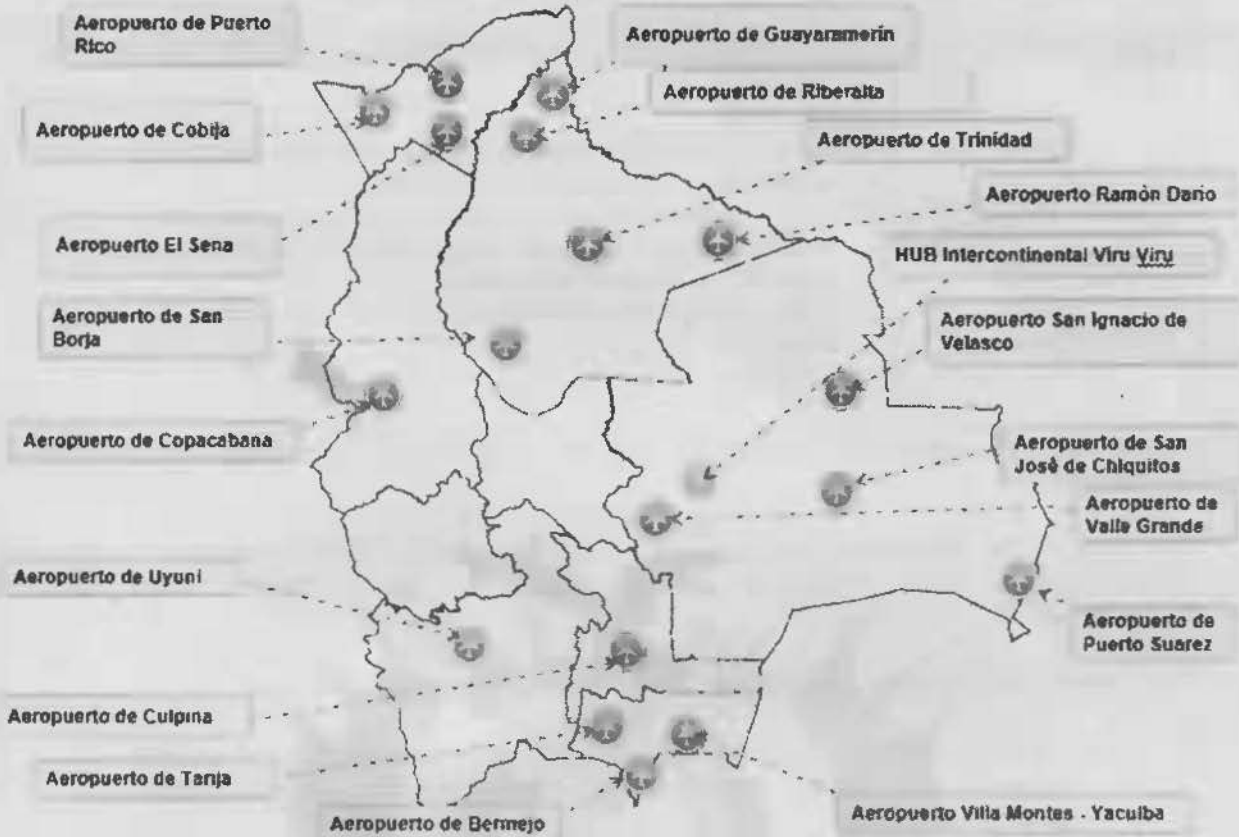 Aeropuerto de Puerto
Rico
Aeropuerto de Guayaramerin
Aeropuerto de Riberalta
Aeropuerto de Cobija
Aeropuerto de Trinidad
Aeropuerto Ramón Dario
Aeropuerto El Sena
HUB Intercontinental Viru Viru
Aeropuerto de San
Borja
Aeropuerto San Ignacio de
Velasco
Aeropuerto de Copacabana
Aeropuerto de San
José de Chiquitos
Aeropuerto de
Valle Grande
Aeropuerto de Uyuni
Aeropuerto de
Puerto Suarez
Aeropuerto de Culpina
Aeropuerto de Tarija
Aeropuerto de Bermejo
Aeropuerto Villa Montes - Yacuiba